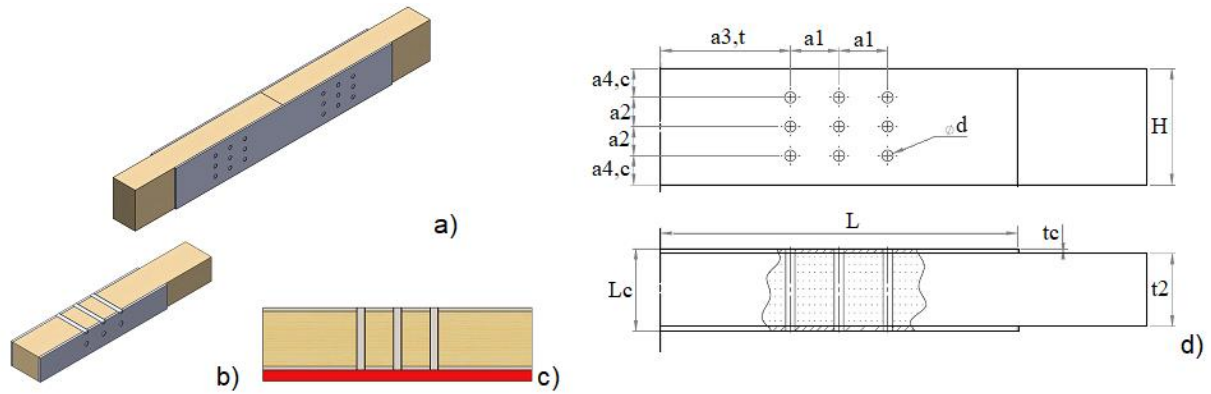 a)
b)
c)
a3,t
a1
a1
a4,c
a2
a2
a4,c
⌀d
H
L
tc
Lc
t2
d)